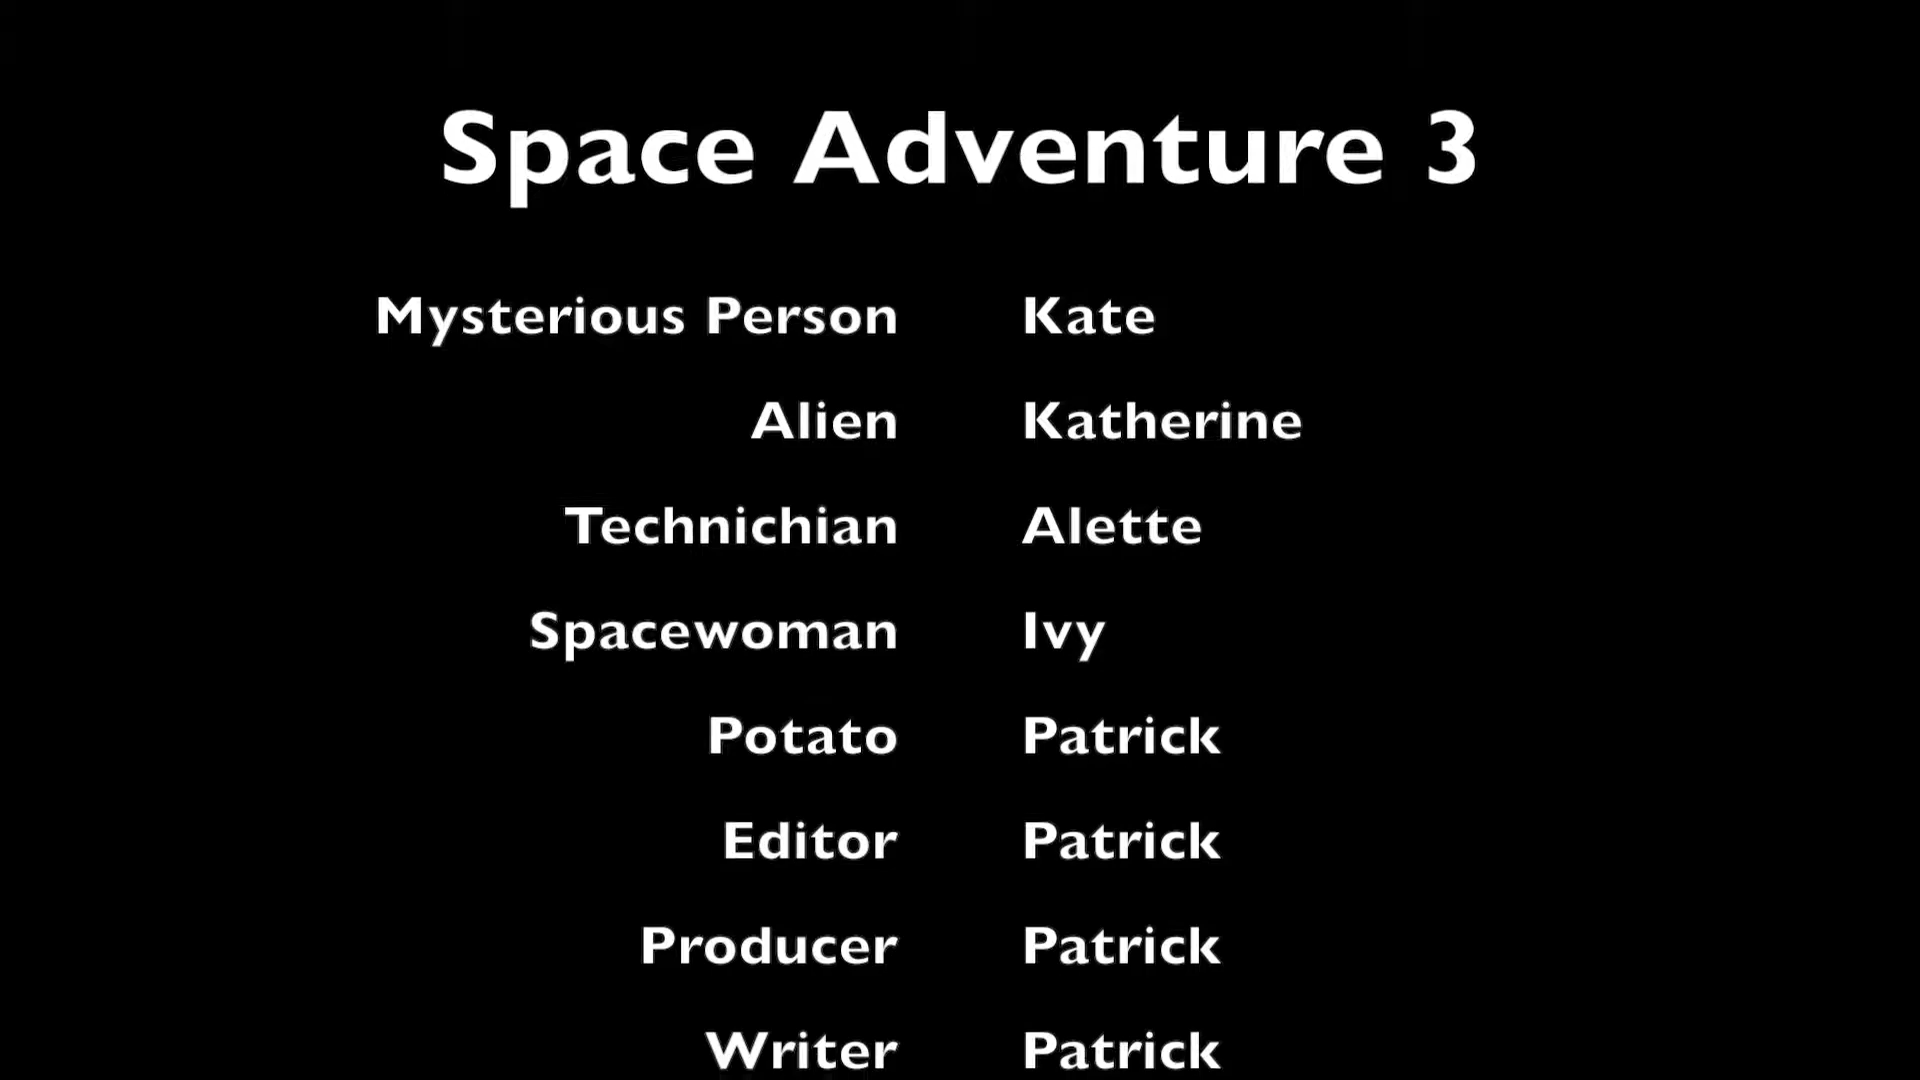 Space Adventure 3
Mysterious Person Kate
Alien Katherine
Technichian Alette
Spacewoman Ivy
Potato Patrick
Editor Patrick
Producer Patrick
Writer Patrick